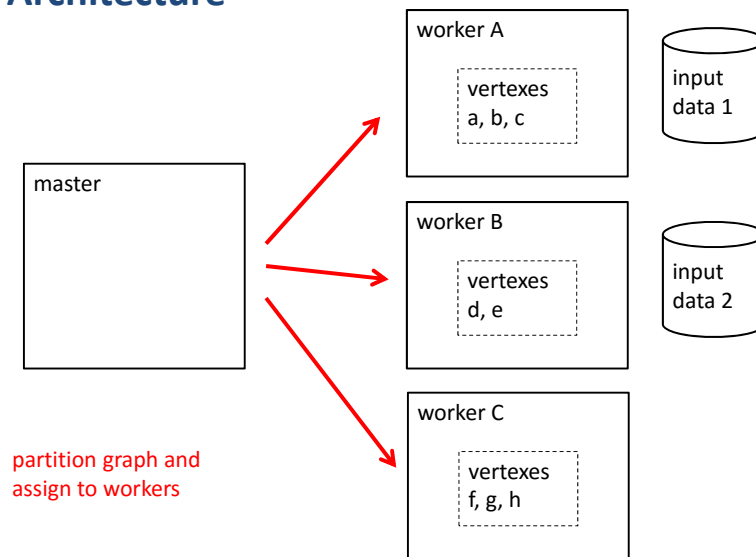 Architecture
master
partition graph and
assign to workers
worker A
vertexes
a, b, c
input
data 1
worker B
vertexes
d, e
input
data 2
worker C
vertexes
f, g, h